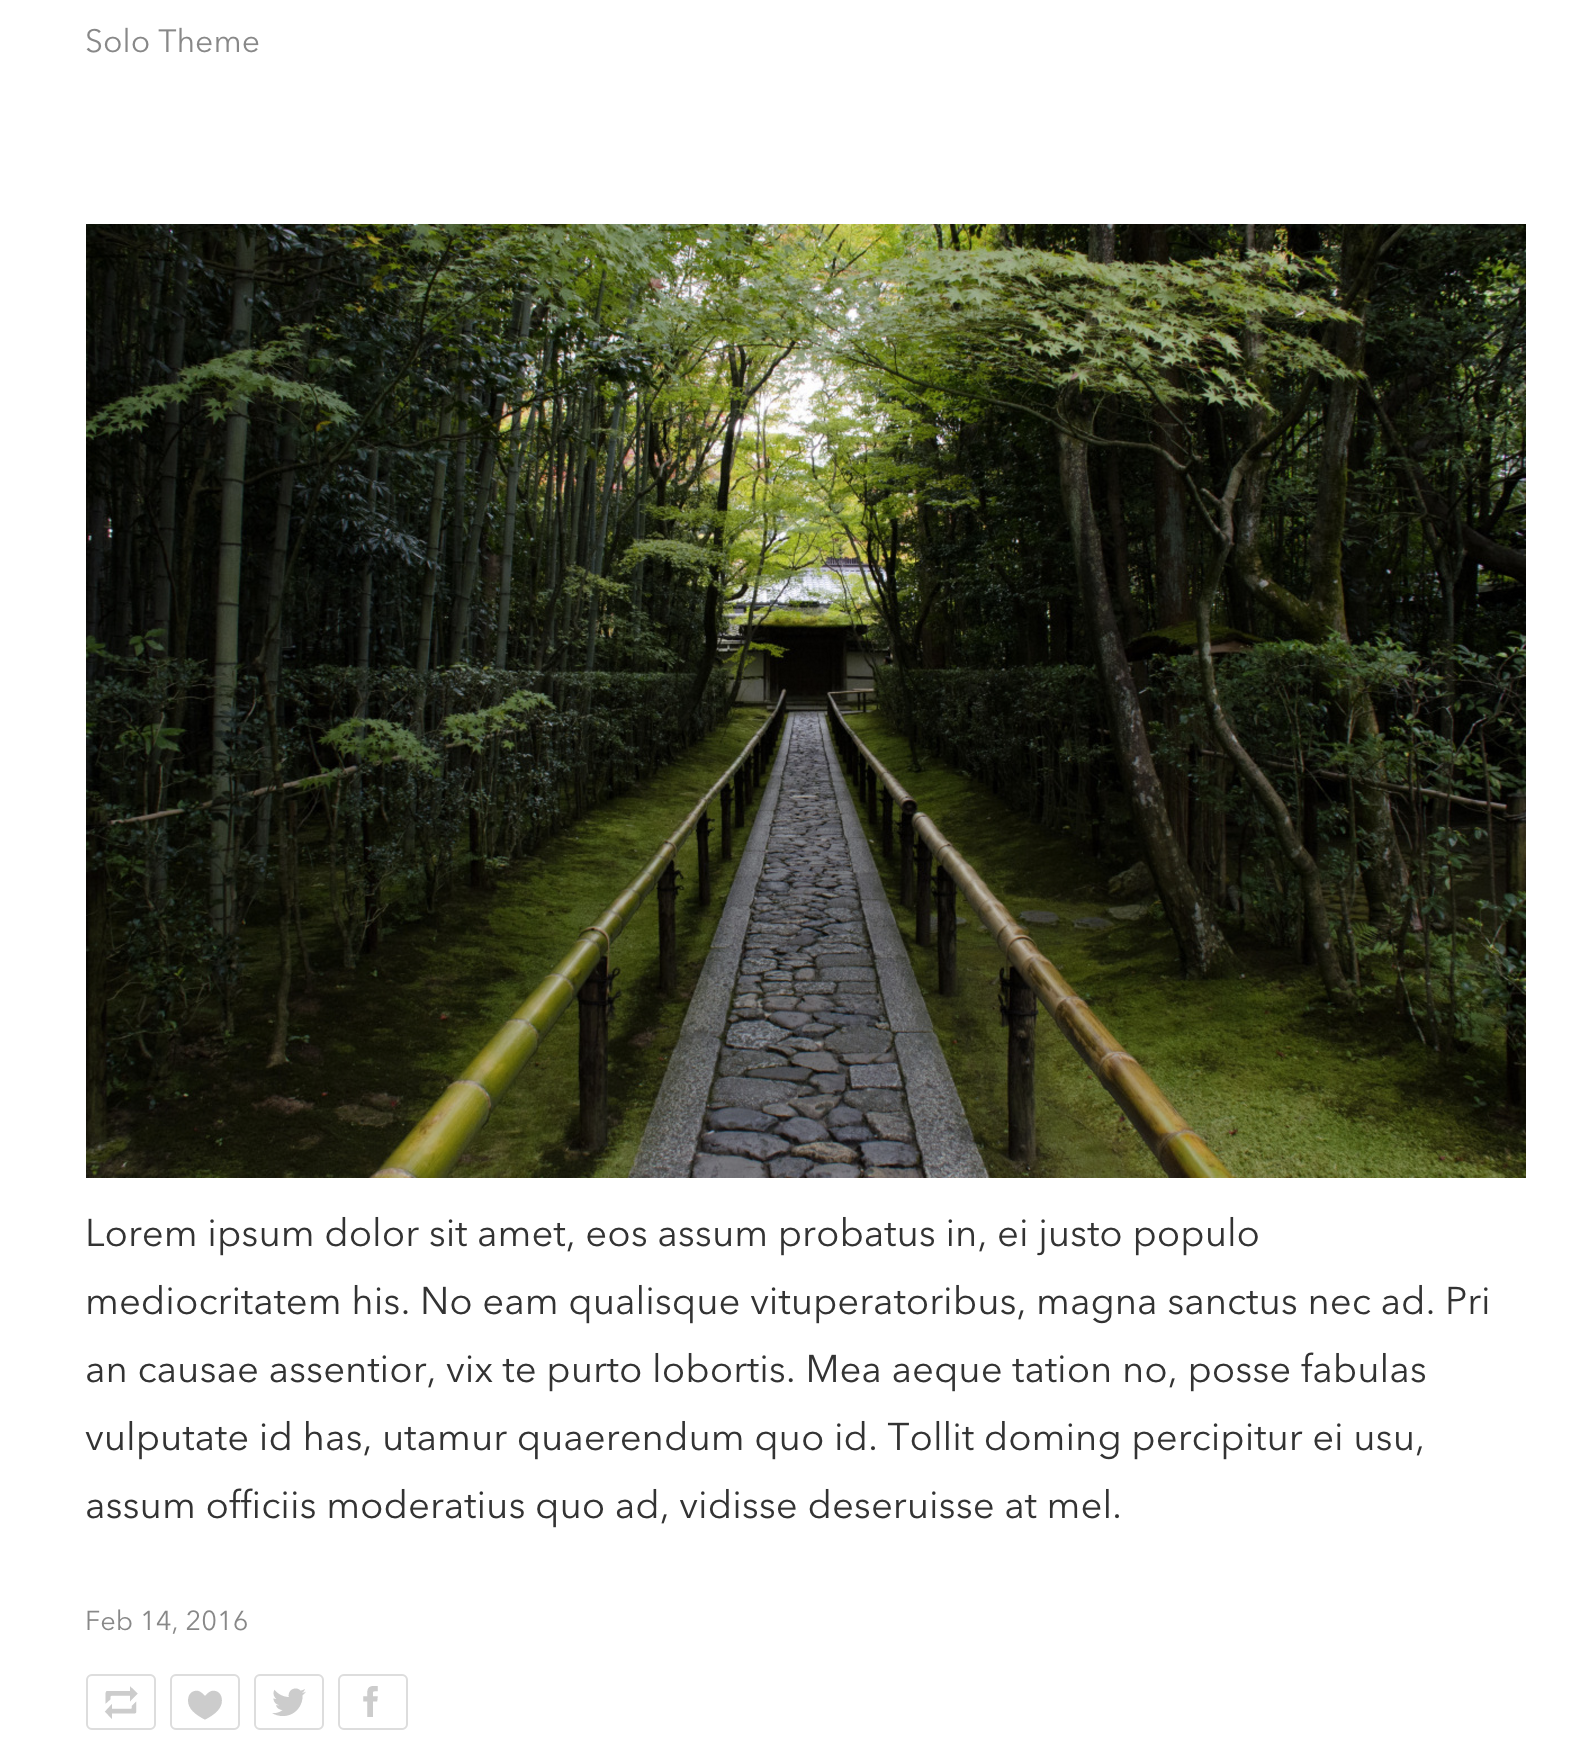 Solo Theme
Lorem ipsum dolor sit amet, eos assum probatus in, ei justo populo
mediocritatem his. No eam qualisque vituperatoribus, magna sanctus nec ad. Pri
an causae assentior, vix te purto lobortis. Mea aeque tation no, posse fabulas
vulputate id has, utamur quaerendum quo id. Tollit doming percipitur ei usu,
assum officiis moderatius quo ad, vidisse deseruisse at mel.
Feb 14, 2016